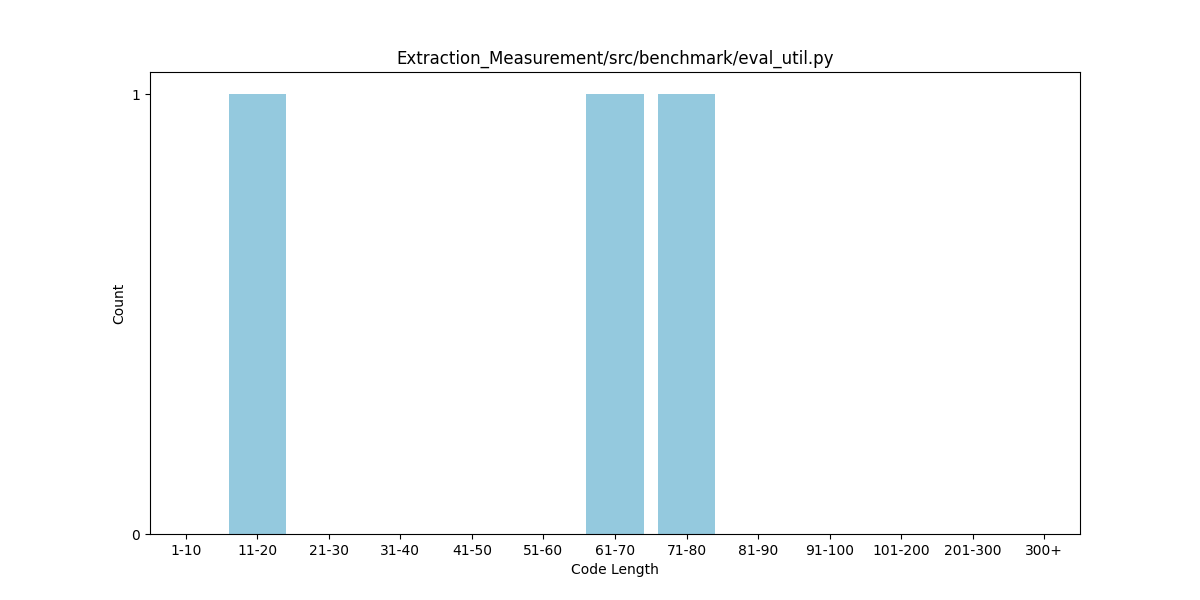 Extraction_Measurement/src/benchmark/eval_util.py
1
Count
0
1-10 11-20 21-30 31-40 41-50 51-60 61-70 71-80 81-90 91-100 101-200 201-300 300+
Code Length